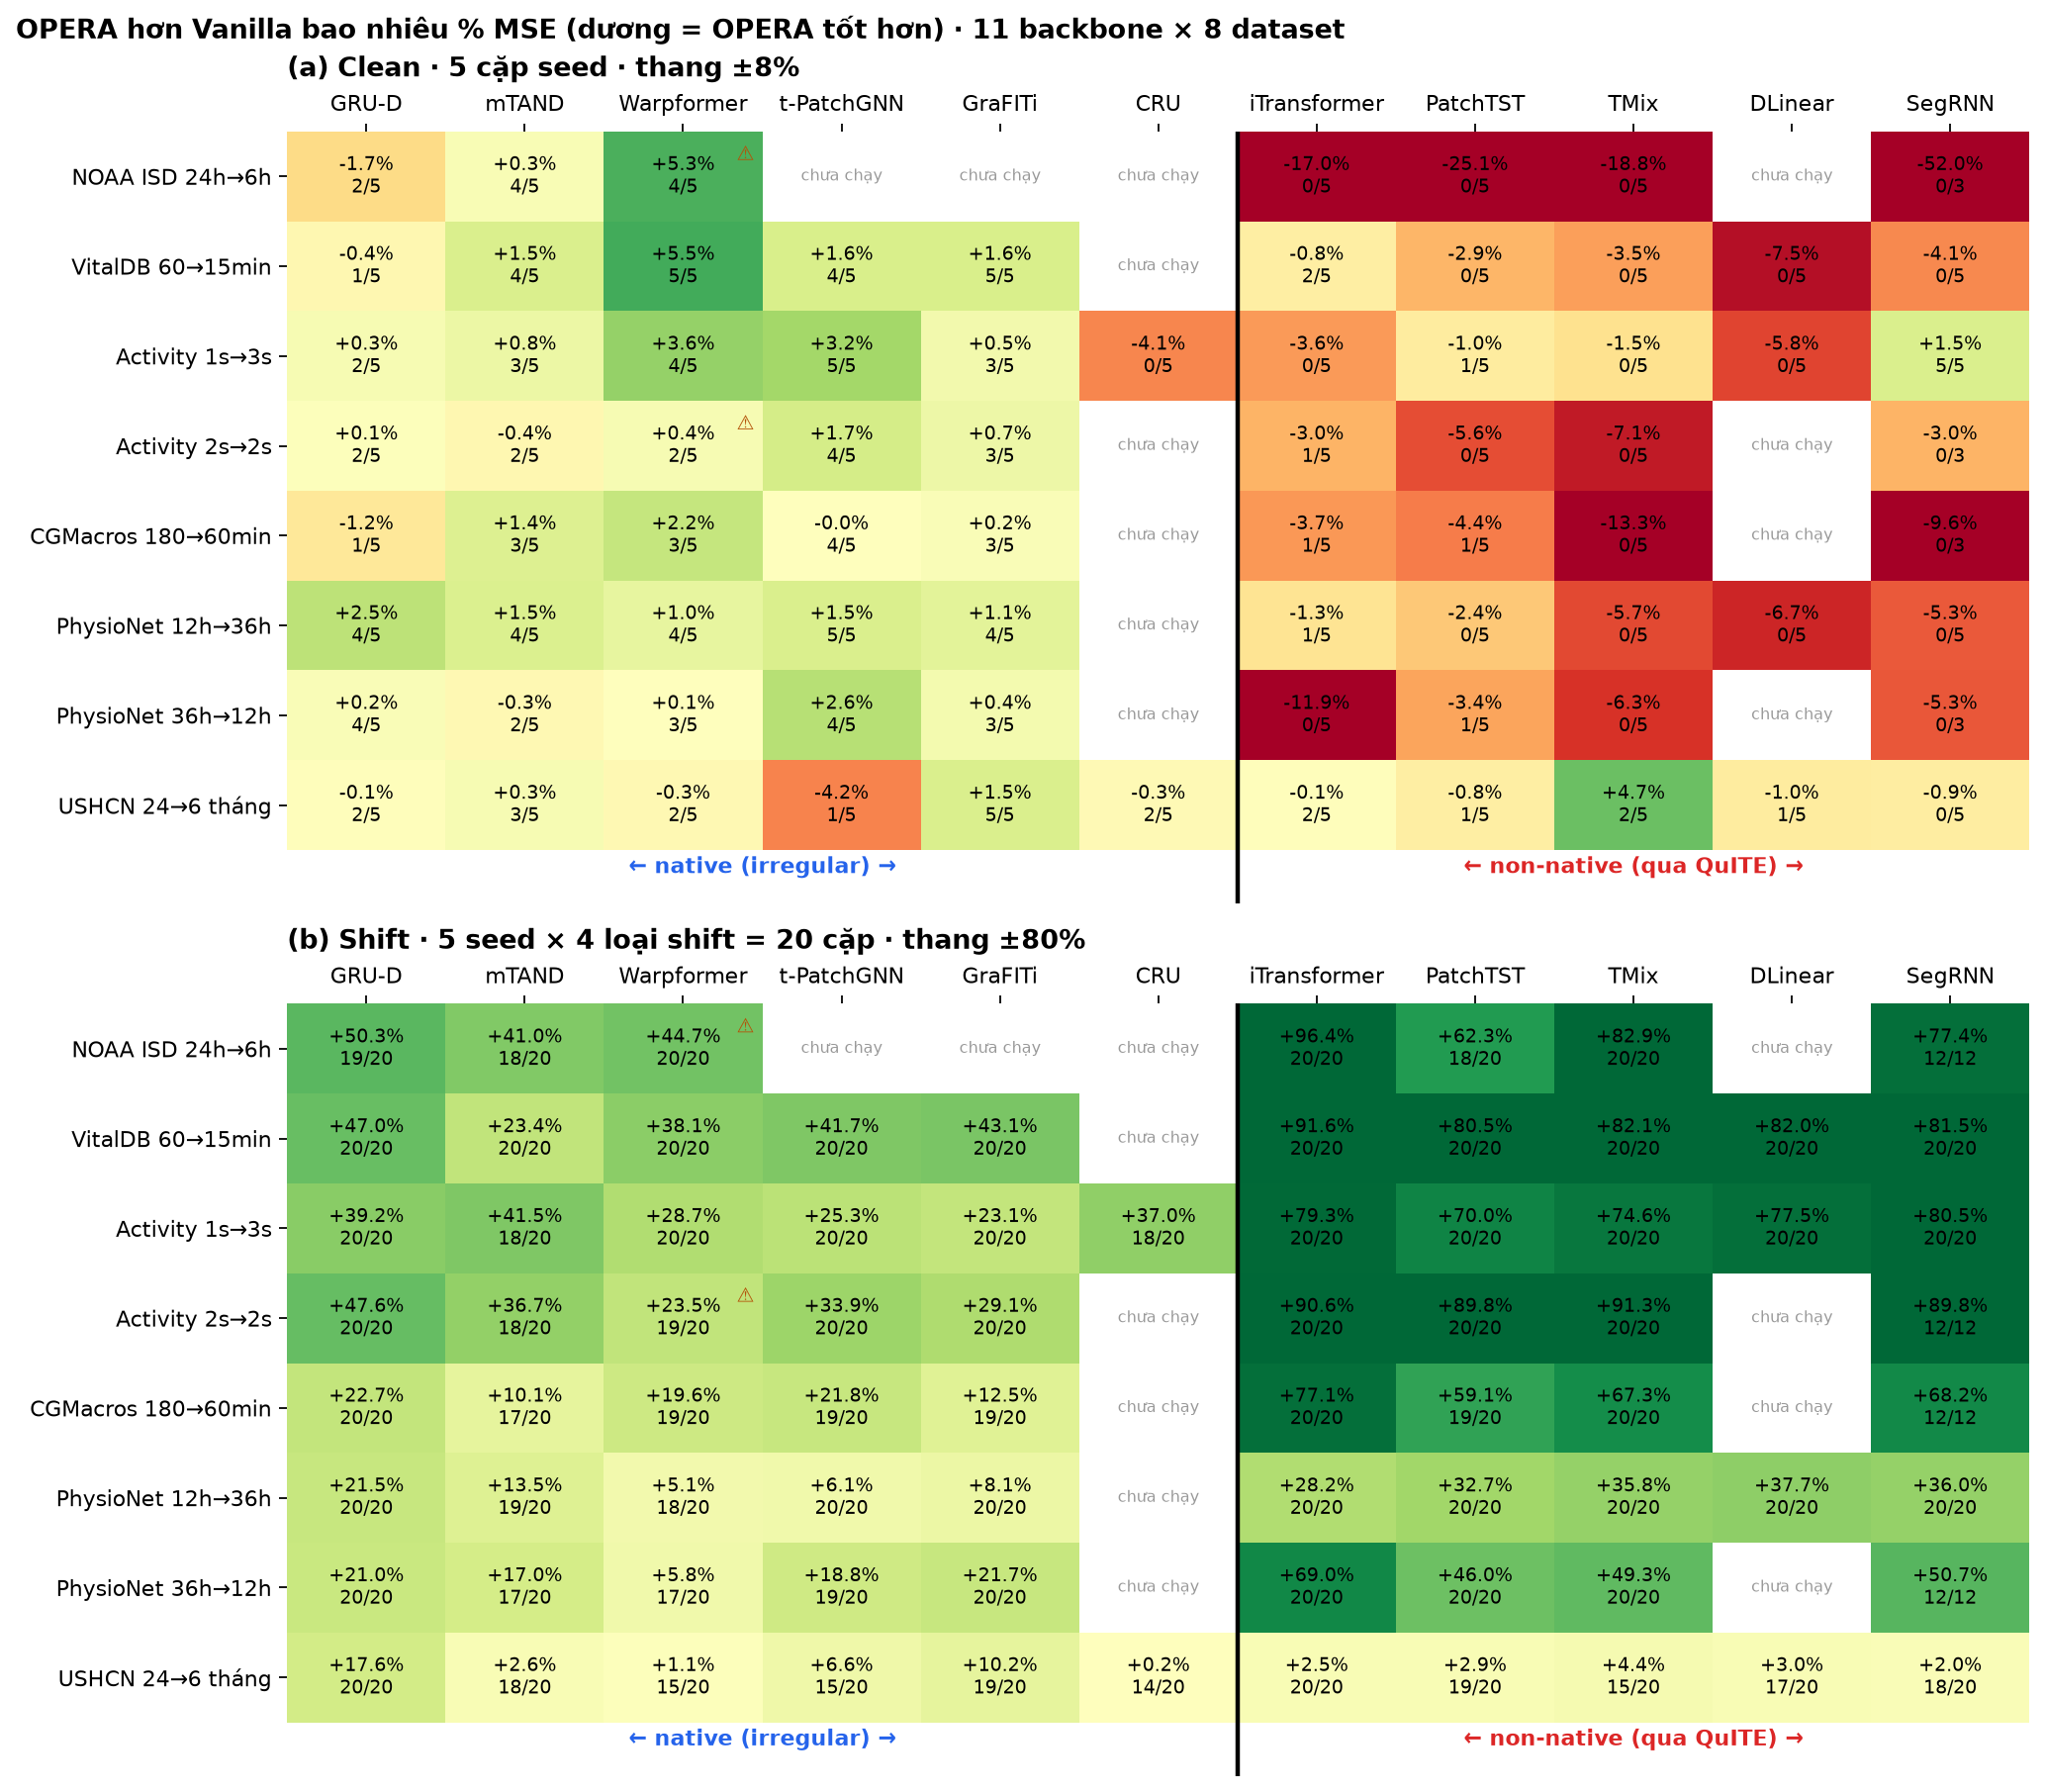 OPERA hơn Vanilla bao nhiêu % MSE (dương = OPERA tốt hơn) · 11 backbone × 8 dataset
(a) Clean · 5 cặp seed · thang ±8%
GRU-D mTAND Warpformer t-PatchGNN GraFITi CRU iTransformer PatchTST TMix DLinear SegRNN
NOAA ISD 24h→6h -1.7% +0.3% +5.3% ⚠ chưa chạy chưa chạy chưa chạy -17.0% -25.1% -18.8% chưa chạy -52.0%
2/5 4/5 4/5 0/5 0/5 0/5 0/3
VitalDB 60→15min -0.4% +1.5% +5.5% +1.6% +1.6% chưa chạy -0.8% -2.9% -3.5% -7.5% -4.1%
1/5 4/5 5/5 4/5 5/5 2/5 0/5 0/5 0/5 0/5
Activity 1s→3s +0.3% +0.8% +3.6% +3.2% +0.5% -4.1% -3.6% -1.0% -1.5% -5.8% +1.5%
2/5 3/5 4/5 5/5 3/5 0/5 0/5 1/5 0/5 0/5 5/5
Activity 2s→2s +0.1% -0.4% +0.4% ⚠ +1.7% +0.7% chưa chạy -3.0% -5.6% -7.1% chưa chạy -3.0%
2/5 2/5 2/5 4/5 3/5 1/5 0/5 0/5 0/3
CGMacros 180→60min -1.2% +1.4% +2.2% -0.0% +0.2% chưa chạy -3.7% -4.4% -13.3% chưa chạy -9.6%
1/5 3/5 3/5 4/5 3/5 1/5 1/5 0/5 0/3
PhysioNet 12h→36h +2.5% +1.5% +1.0% +1.5% +1.1% chưa chạy -1.3% -2.4% -5.7% -6.7% -5.3%
4/5 4/5 4/5 5/5 4/5 1/5 0/5 0/5 0/5 0/5
PhysioNet 36h→12h +0.2% -0.3% +0.1% +2.6% +0.4% chưa chạy -11.9% -3.4% -6.3% chưa chạy -5.3%
4/5 2/5 3/5 4/5 3/5 0/5 1/5 0/5 0/3
USHCN 24→6 tháng -0.1% +0.3% -0.3% -4.2% +1.5% -0.3% -0.1% -0.8% +4.7% -1.0% -0.9%
2/5 3/5 2/5 1/5 5/5 2/5 2/5 1/5 2/5 1/5 0/5
← native (irregular) → ← non-native (qua QuITE) →
(b) Shift · 5 seed × 4 loại shift = 20 cặp · thang ±80%
GRU-D mTAND Warpformer t-PatchGNN GraFITi CRU iTransformer PatchTST TMix DLinear SegRNN
NOAA ISD 24h→6h +50.3% +41.0% +44.7% ⚠ chưa chạy chưa chạy chưa chạy +96.4% +62.3% +82.9% chưa chạy +77.4%
19/20 18/20 20/20 20/20 18/20 20/20 12/12
VitalDB 60→15min +47.0% +23.4% +38.1% +41.7% +43.1% chưa chạy +91.6% +80.5% +82.1% +82.0% +81.5%
20/20 20/20 20/20 20/20 20/20 20/20 20/20 20/20 20/20 20/20
Activity 1s→3s +39.2% +41.5% +28.7% +25.3% +23.1% +37.0% +79.3% +70.0% +74.6% +77.5% +80.5%
20/20 18/20 20/20 20/20 20/20 18/20 20/20 20/20 20/20 20/20 20/20
Activity 2s→2s +47.6% +36.7% +23.5% ⚠ +33.9% +29.1% chưa chạy +90.6% +89.8% +91.3% chưa chạy +89.8%
20/20 18/20 19/20 20/20 20/20 20/20 20/20 20/20 12/12
CGMacros 180→60min +22.7% +10.1% +19.6% +21.8% +12.5% chưa chạy +77.1% +59.1% +67.3% chưa chạy +68.2%
20/20 17/20 19/20 19/20 19/20 20/20 19/20 20/20 12/12
PhysioNet 12h→36h +21.5% +13.5% +5.1% +6.1% +8.1% chưa chạy +28.2% +32.7% +35.8% +37.7% +36.0%
20/20 19/20 18/20 20/20 20/20 20/20 20/20 20/20 20/20 20/20
PhysioNet 36h→12h +21.0% +17.0% +5.8% +18.8% +21.7% chưa chạy +69.0% +46.0% +49.3% chưa chạy +50.7%
20/20 17/20 17/20 19/20 20/20 20/20 20/20 20/20 12/12
USHCN 24→6 tháng +17.6% +2.6% +1.1% +6.6% +10.2% +0.2% +2.5% +2.9% +4.4% +3.0% +2.0%
20/20 18/20 15/20 15/20 19/20 14/20 20/20 19/20 15/20 17/20 18/20
← native (irregular) → ← non-native (qua QuITE) →